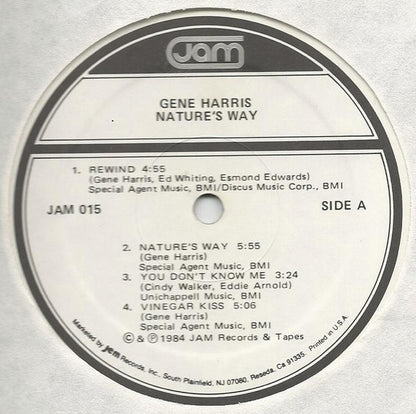 Jam
GENE HARRIS
NATURE'S WAY
1. REWIND 4:55
(Gene Harris, Ed Whiting, Esmond Edwards)
Special Agent Music, BMI/Discus Music Corp., BMI
JAM 015
SIDE A
2. NATURE'S WAY 5:55
(Gene Harris)
Special Agent Music, BMI
3. YOU DON'T KNOW ME 3:24
(Cindy Walker, Eddie Arnold)
Unichappell Music, BMI
4. VINEGAR KISS 5:06
(Gene Harris)
Special Agent Music, BMI
© & ℗ 1984 JAM Records & Tapes
Marketed by Jem Records, Inc., South Plainfield, NJ 07080, Reseda, Ca 91335. Printed in U.S.A.